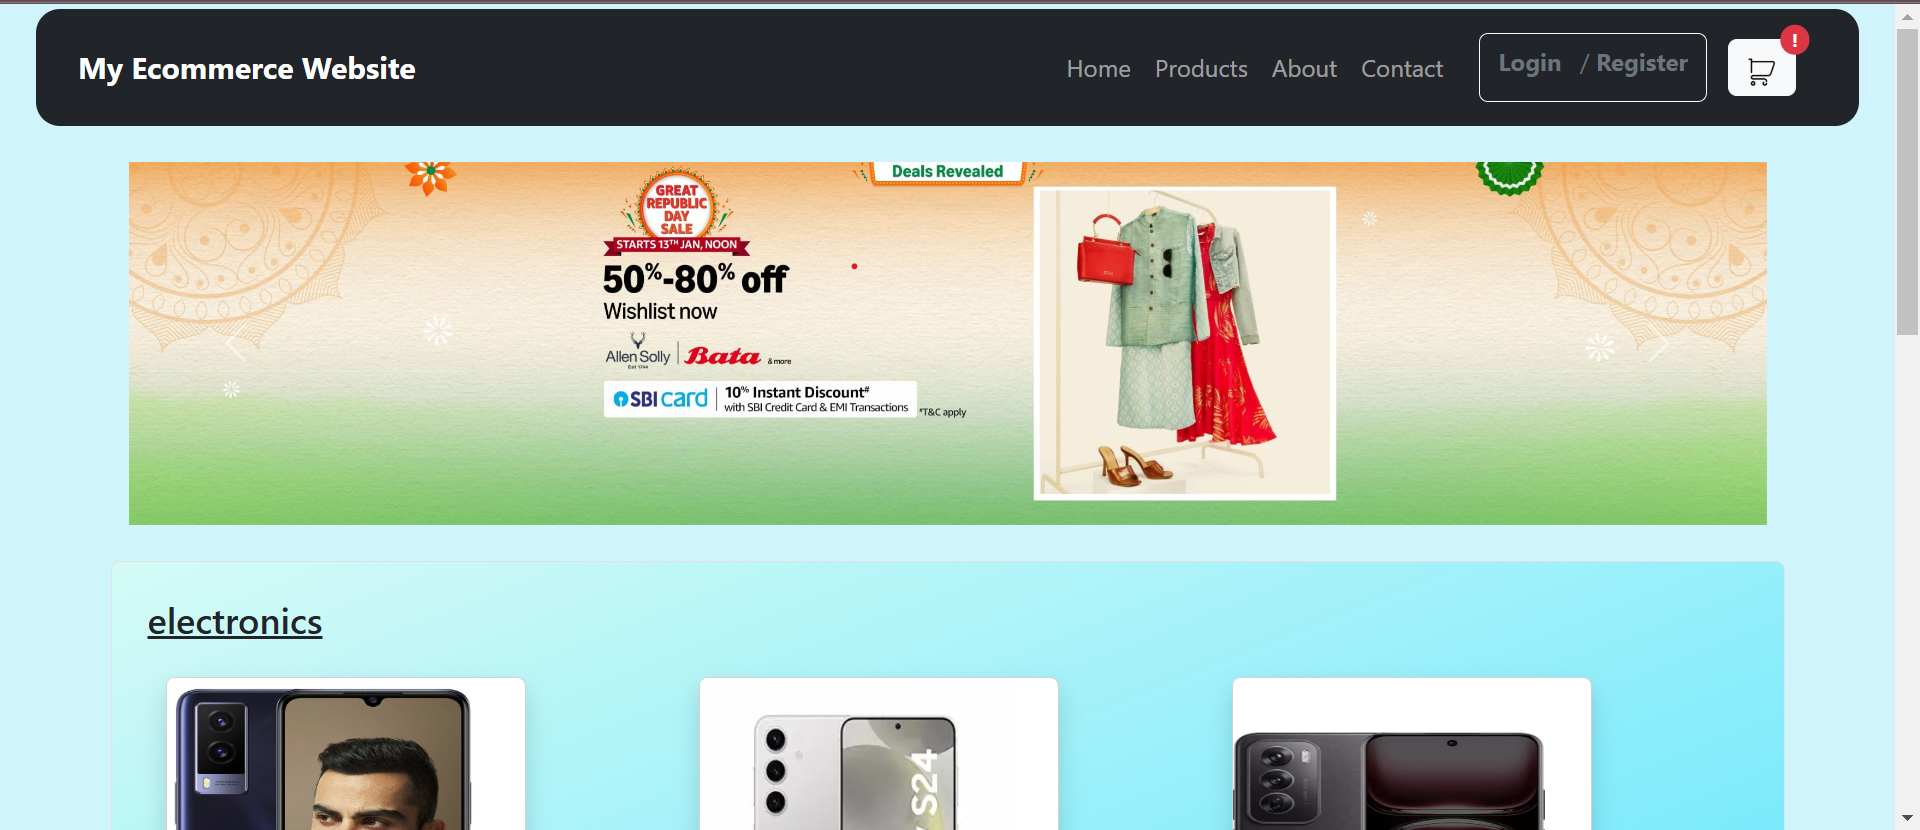 My Ecommerce Website
Home Products About Contact Login / Register !
Deals Revealed
GREAT
REPUBLIC
DAY
SALE
STARTS 13TH JAN, NOON
50%-80% off
Wishlist now
Allen Solly
Est 1744
Bata & more
SBI card
10% Instant Discount#
with SBI Credit Card & EMI Transactions
*T&C apply
electronics
S24